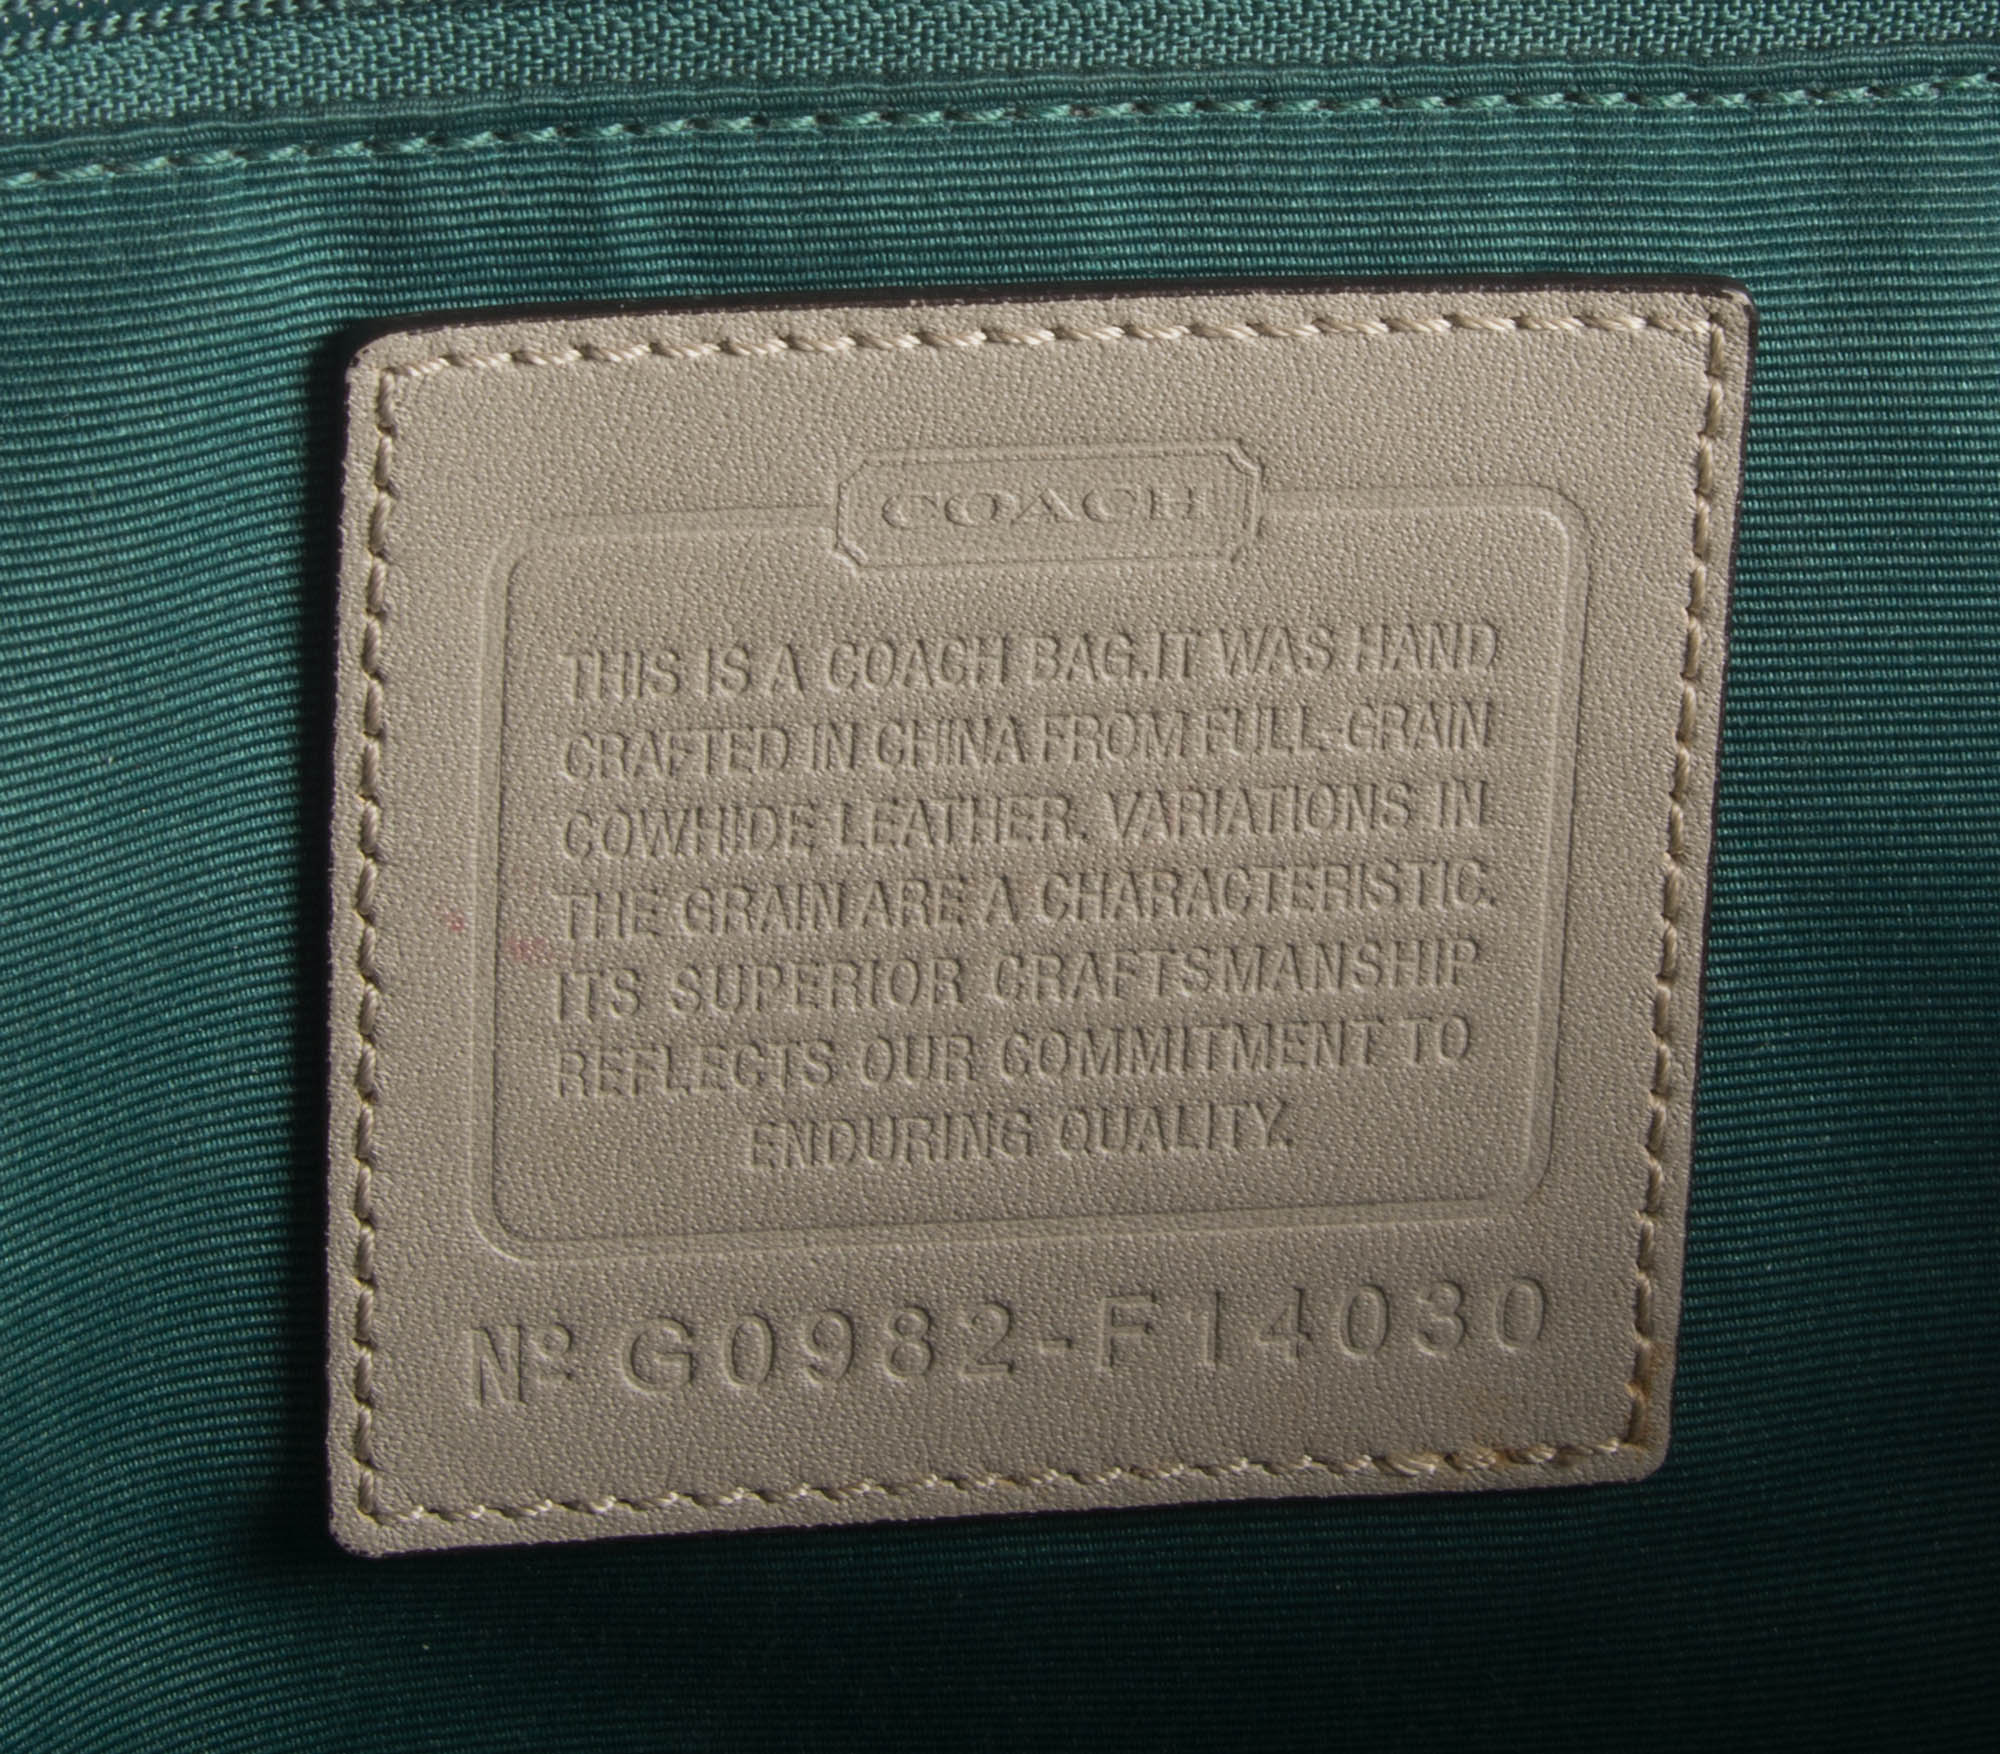 COACH
THIS IS A COACH BAG.IT WAS HAND
CRAFTED IN CHINA FROM FULL-GRAIN
COWHIDE LEATHER. VARIATIONS IN
THE GRAIN ARE A CHARACTERISTIC.
ITS SUPERIOR CRAFTSMANSHIP
REFLECTS OUR COMMITMENT TO
ENDURING QUALITY.
Nº G0982-F14030